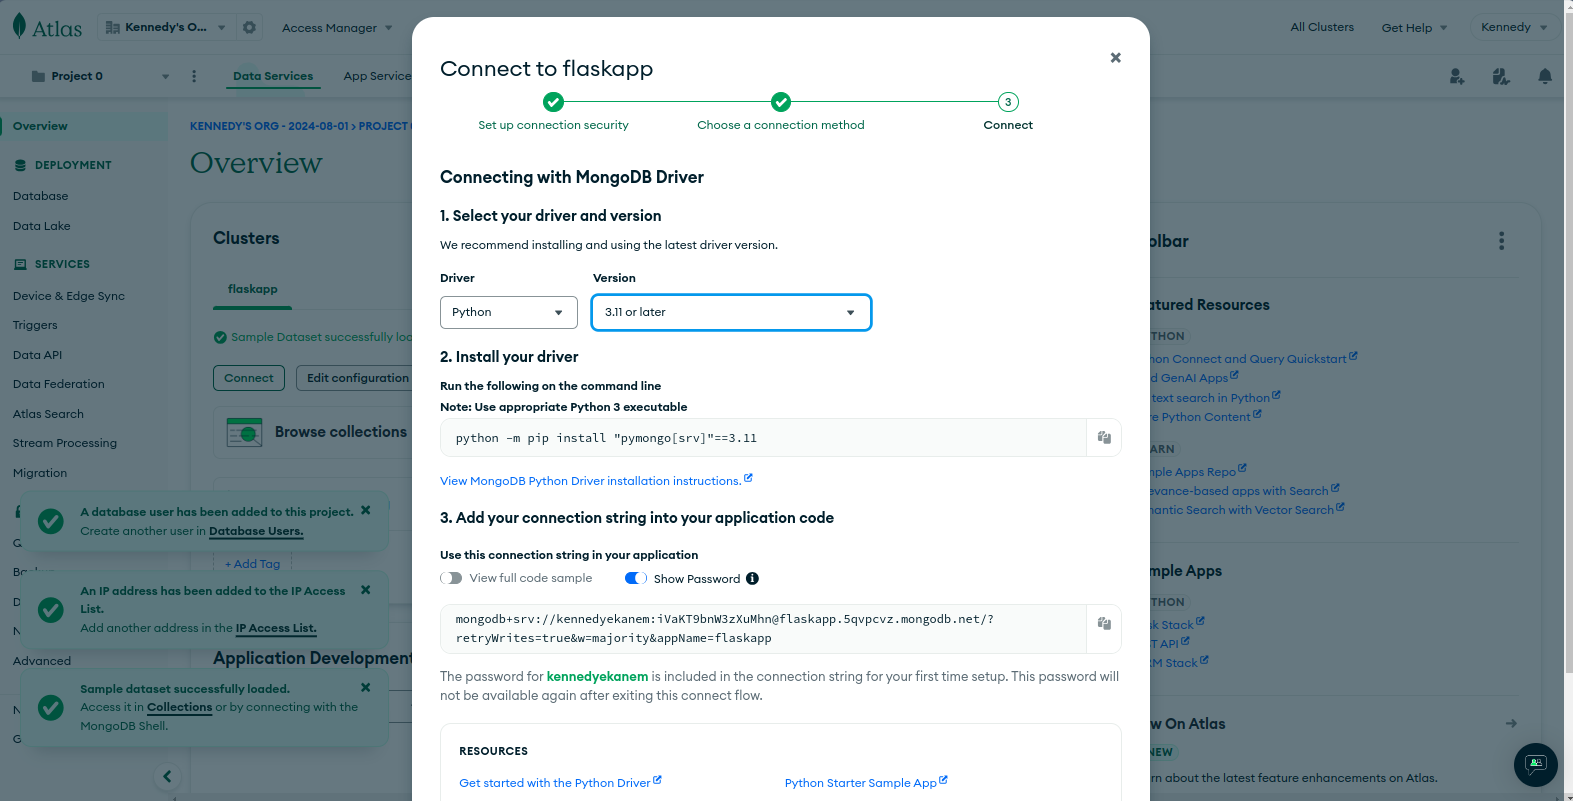 Atlas
Kennedy's O...
Access Manager
All Clusters
Get Help
Kennedy
Project 0
Data Services
App Service
Overview
DEPLOYMENT
Database
Data Lake
SERVICES
Device & Edge Sync
Triggers
Data API
Data Federation
Atlas Search
Stream Processing
Migration
Advanced
KENNEDY'S ORG - 2024-08-01 > PROJECT
Overview
Clusters
flaskapp
Sample Dataset successfully loa
Connect
Edit configuration
Browse collections
+ Add Tag
Application Development
A database user has been added to this project.
Create another user in Database Users.
An IP address has been added to the IP Access
List.
Add another address in the IP Access List.
Sample dataset successfully loaded.
Access it in Collections or by connecting with the
MongoDB Shell.
Connect to flaskapp
Set up connection security
Choose a connection method
3
Connect
Connecting with MongoDB Driver
1. Select your driver and version
We recommend installing and using the latest driver version.
Driver
Version
Python
3.11 or later
2. Install your driver
Run the following on the command line
Note: Use appropriate Python 3 executable
python -m pip install "pymongo[srv]"==3.11
View MongoDB Python Driver installation instructions.
3. Add your connection string into your application code
Use this connection string in your application
View full code sample
Show Password
mongodb+srv://kennedyekanem:iVaKT9bnW3zXuMhn@flaskapp.5qvpcvz.mongodb.net/?
retryWrites=true&w=majority&appName=flaskapp
The password for kennedyekanem is included in the connection string for your first time setup. This password will
not be available again after exiting this connect flow.
RESOURCES
Get started with the Python Driver
Python Starter Sample App
olbar
atured Resources
THON
hon Connect and Query Quickstart
d GenAI Apps
text search in Python
re Python Content
ARN
mple Apps Repo
evance-based apps with Search
mantic Search with Vector Search
mple Apps
THON
sk Stack
ST API
RM Stack
w On Atlas
NEW
rn about the latest feature enhancements on Atlas.